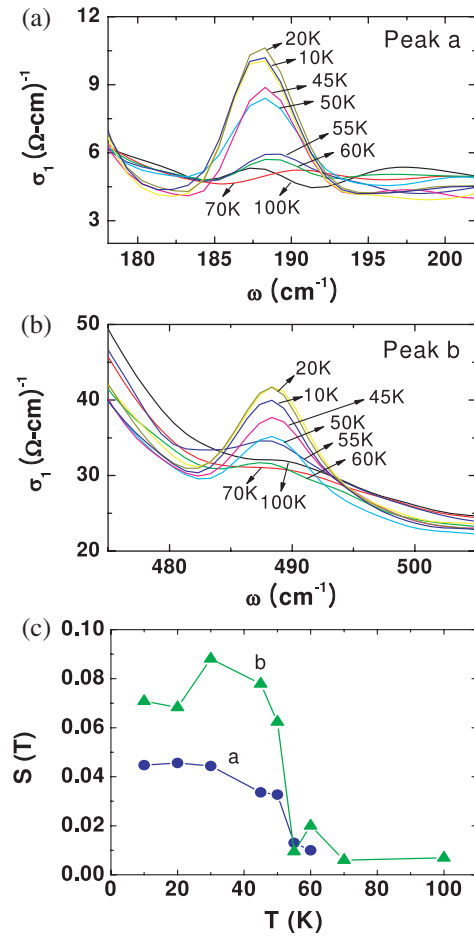 (a)
Peak a
20K
10K
45K
50K
55K
60K
70K
100K
12
9
6
3
σ₁ (Ω-cm)⁻¹
180 185 190 195 200
ω (cm⁻¹)
(b)
Peak b
20K
10K
45K
50K
55K
60K
70K
100K
50
40
30
20
σ₁ (Ω-cm)⁻¹
480 490 500
ω (cm⁻¹)
(c)
b
a
0.10
0.08
0.06
0.04
0.02
0.00
S (T)
0 20 40 60 80 100
T (K)